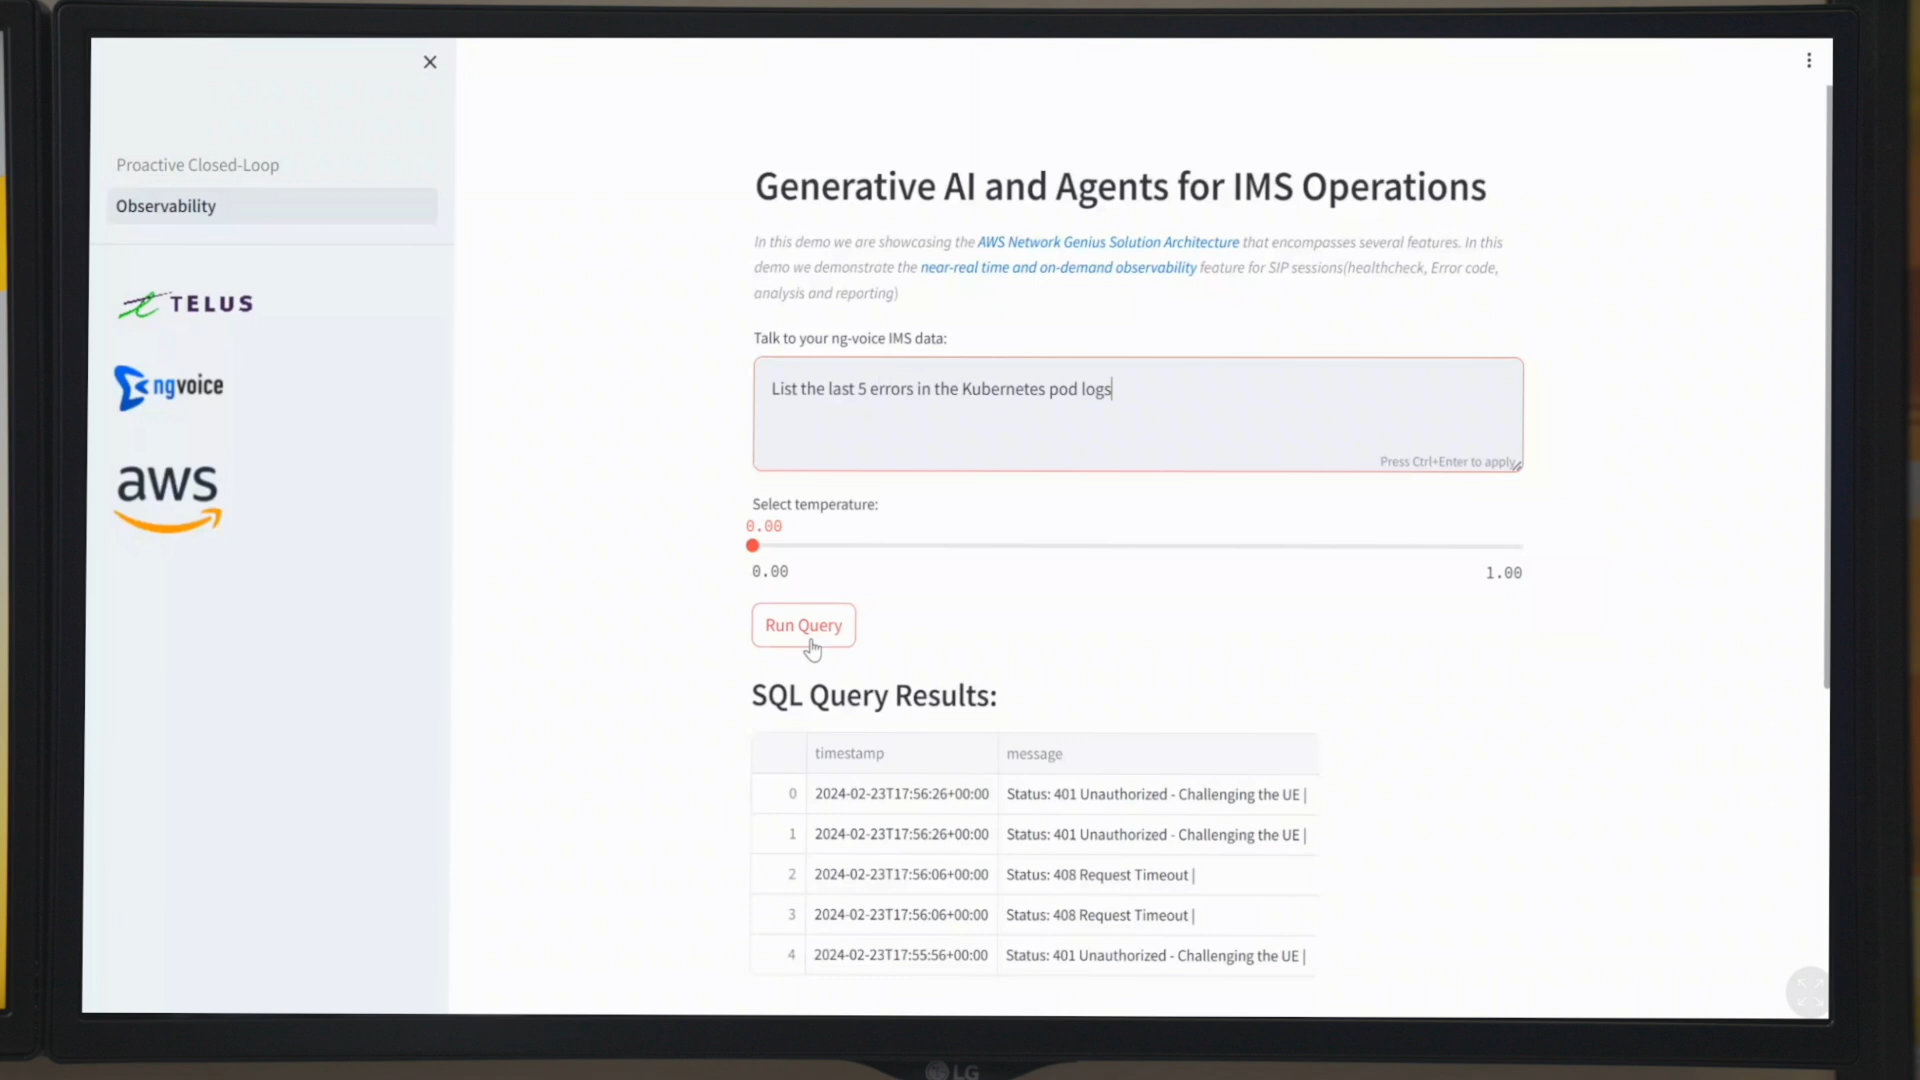 Proactive Closed-Loop
Observability
TELUS
ngvoice
aws
Generative AI and Agents for IMS Operations
In this demo we are showcasing the AWS Network Genius Solution Architecture that encompasses several features. In this
demo we demonstrate the near-real time and on-demand observability feature for SIP sessions(healthcheck, Error code,
analysis and reporting)
Talk to your ng-voice IMS data:
List the last 5 errors in the Kubernetes pod logs
Press Ctrl+Enter to apply
Select temperature:
0.00
0.00 1.00
Run Query
SQL Query Results:
timestamp message
0 2024-02-23T17:56:26+00:00 Status: 401 Unauthorized - Challenging the UE |
1 2024-02-23T17:56:26+00:00 Status: 401 Unauthorized - Challenging the UE |
2 2024-02-23T17:56:06+00:00 Status: 408 Request Timeout |
3 2024-02-23T17:56:06+00:00 Status: 408 Request Timeout |
4 2024-02-23T17:55:56+00:00 Status: 401 Unauthorized - Challenging the UE |
LG